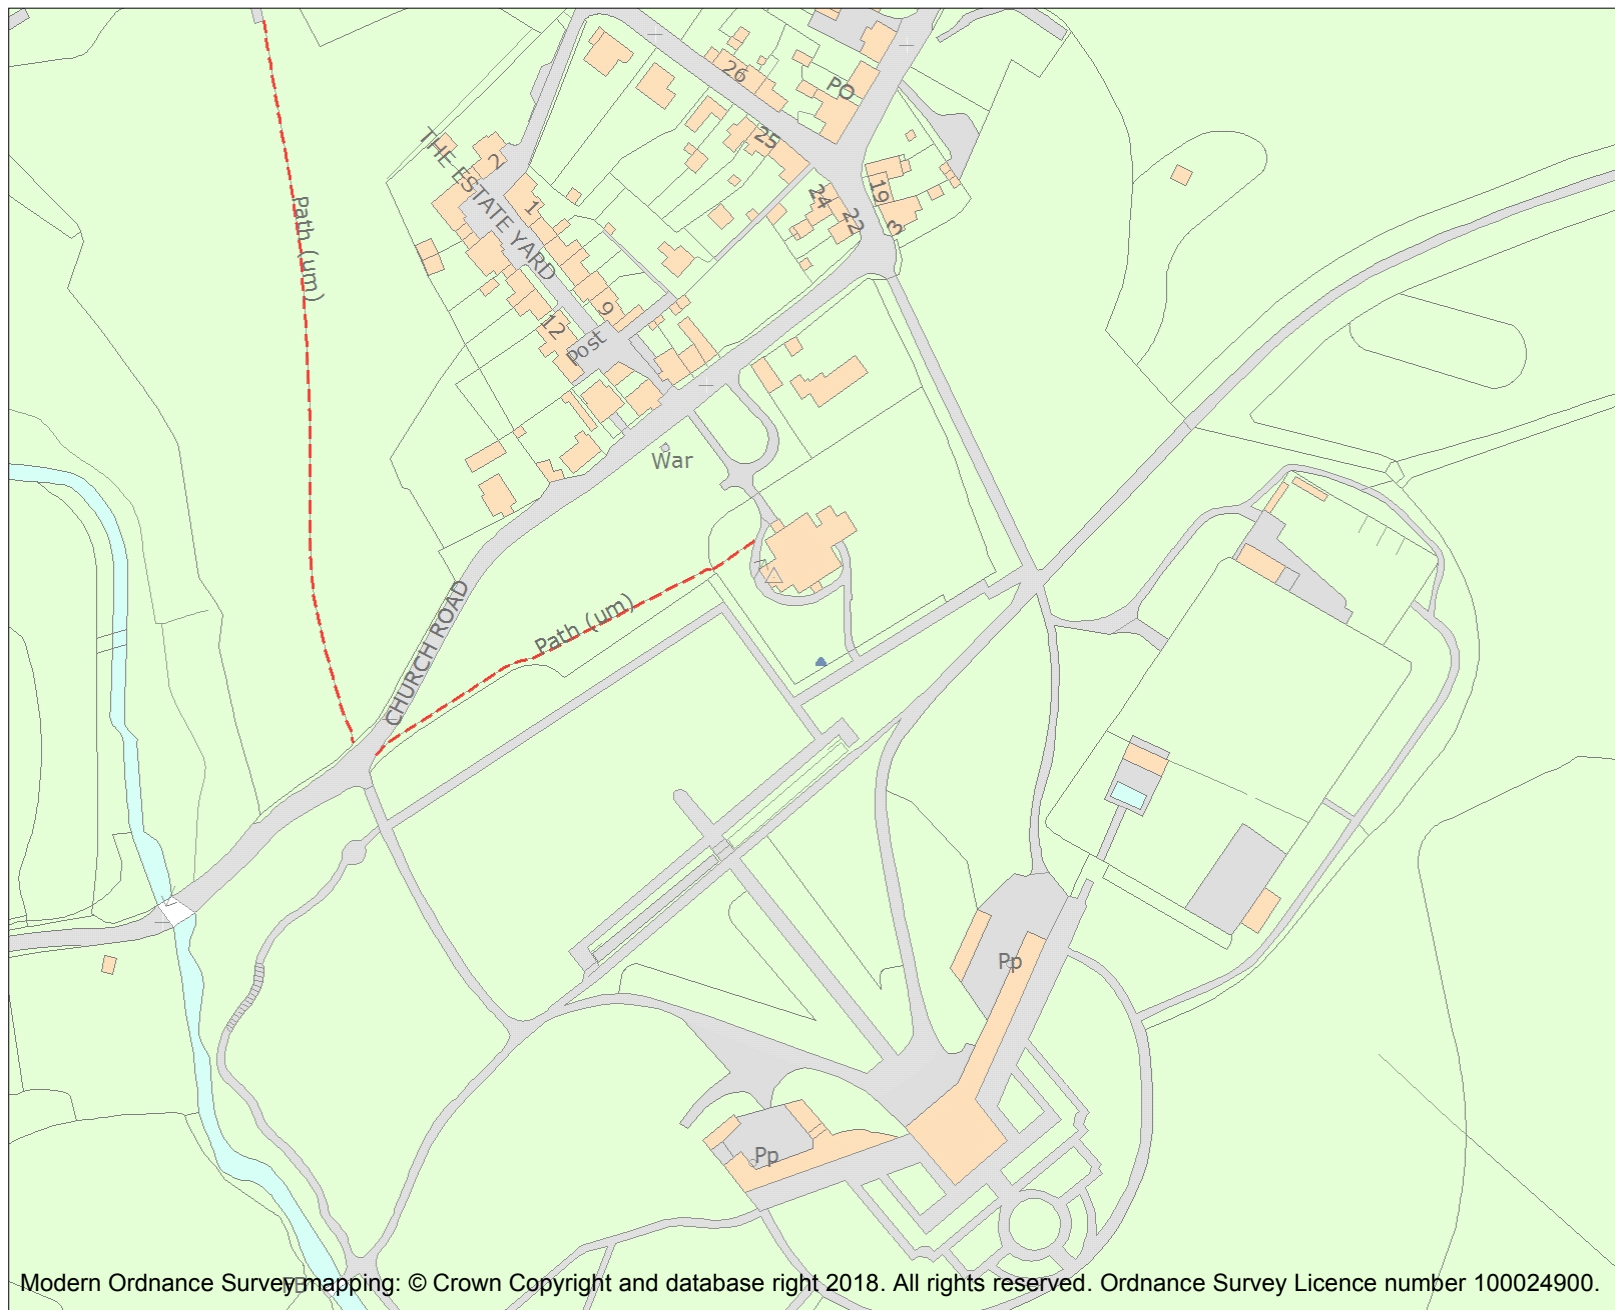 26
PO
25
THE ESTATE YARD
2
1
24
22
19
3
Path (um)
9
12
Post
War
CHURCH ROAD
Path (um)
Pp
Pp
FB
Modern Ordnance Survey mapping: © Crown Copyright and database right 2018. All rights reserved. Ordnance Survey Licence number 100024900.